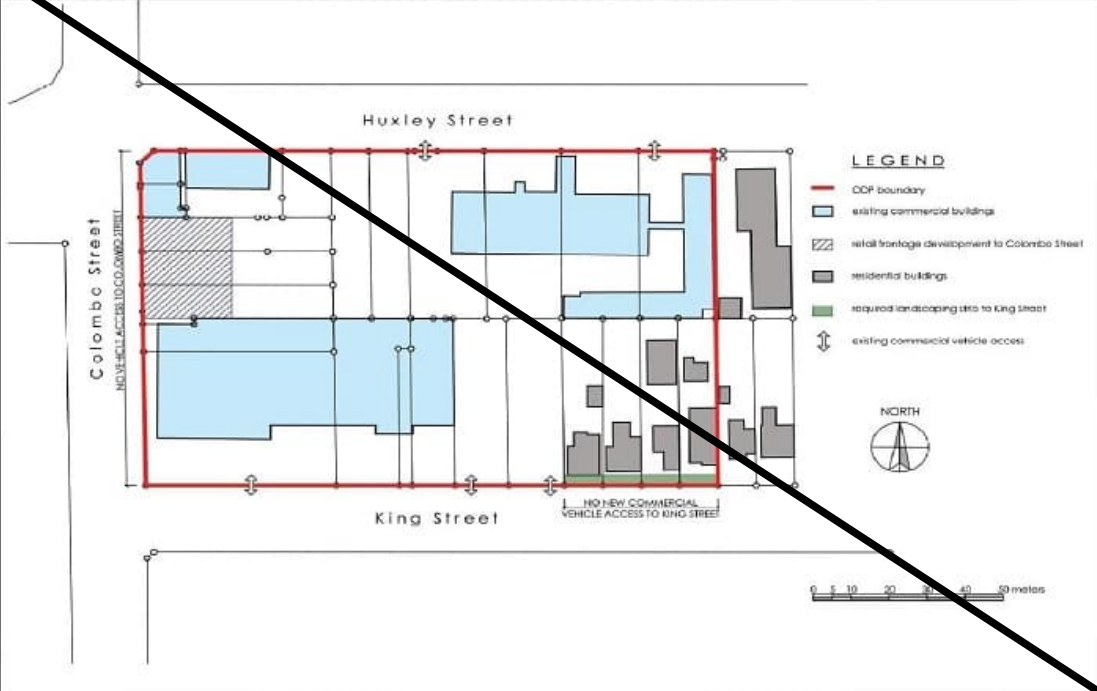 Huxley Street
Colombo Street
NO VEHICLE ACCESS TO COLOMBO STREET
King Street
NO NEW COMMERCIAL
VEHICLE ACCESS TO KING STREET
LEGEND
ODP boundary
existing commercial buildings
retail frontage development to Colombo Street
residential buildings
required landscaping strip to King Street
existing commercial vehicle access
NORTH
0 5 10 20 30 40 50 meters